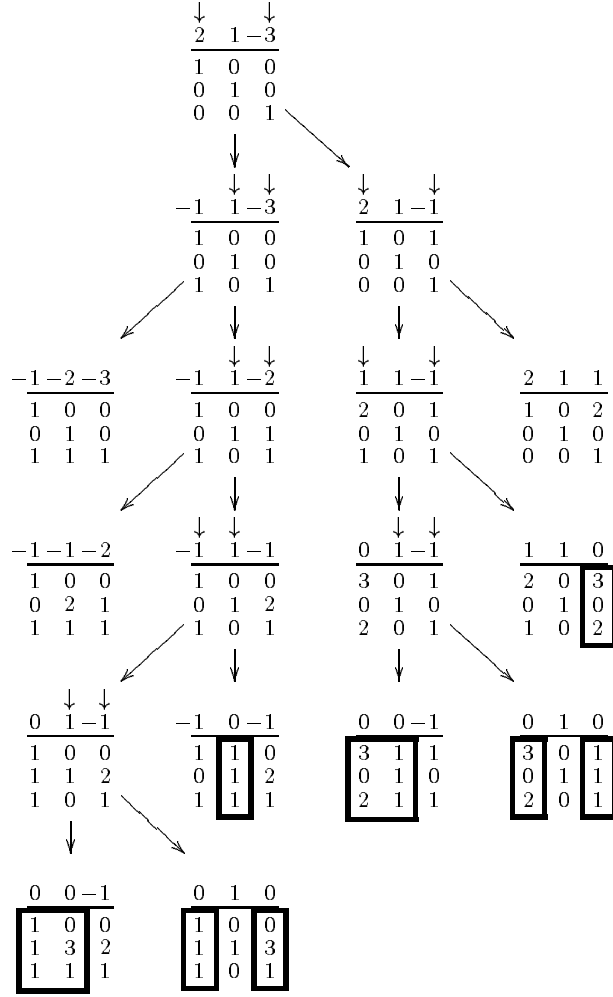 ↓ ↓
2 1 −3
1 0 0
0 1 0
0 0 1
↓ ↓ ↓ ↓
−1 1 −3 2 1 −1
1 0 0 1 0 1
0 1 0 0 1 0
1 0 1 0 0 1
↓ ↓ ↓ ↓
−1 −2 −3 −1 1 −2 1 1 −1 2 1 1
1 0 0 1 0 0 2 0 1 1 0 2
0 1 0 0 1 1 0 1 0 0 1 0
1 1 1 1 0 1 1 0 1 0 0 1
↓ ↓ ↓ ↓
−1 −1 −2 −1 1 −1 0 1 −1 1 1 0
1 0 0 1 0 0 3 0 1 2 0 3
0 2 1 0 1 2 0 1 0 0 1 0
1 1 1 1 0 1 2 0 1 1 0 2
↓ ↓
0 1 −1 −1 0 −1 0 0 −1 0 1 0
1 0 0 1 1 0 3 1 1 3 0 1
1 1 2 0 1 2 0 1 0 0 1 1
1 0 1 1 1 1 2 1 1 2 0 1
0 0 −1 0 1 0
1 0 0 1 0 0
1 3 2 1 1 3
1 1 1 1 0 1